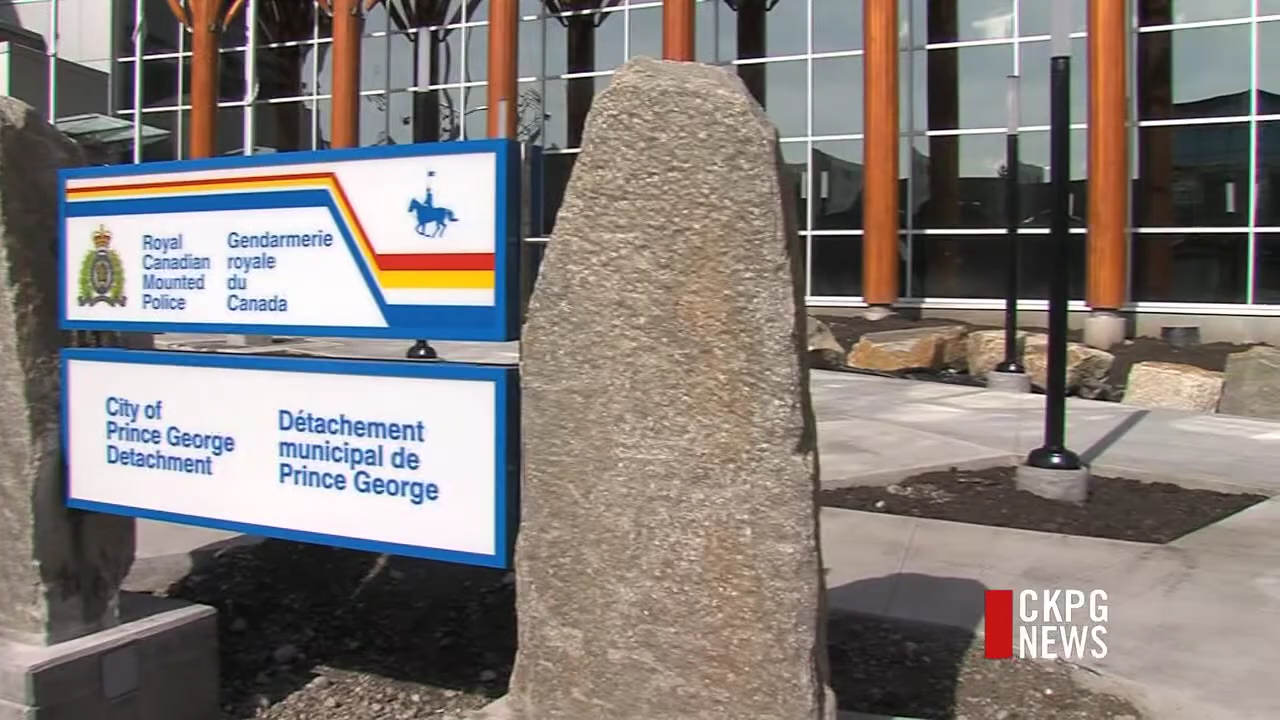 Royal
Canadian
Mounted
Police
Gendarmerie
royale
du
Canada
City of
Prince George
Detachment
Détachement
municipal de
Prince George
CKPG
NEWS